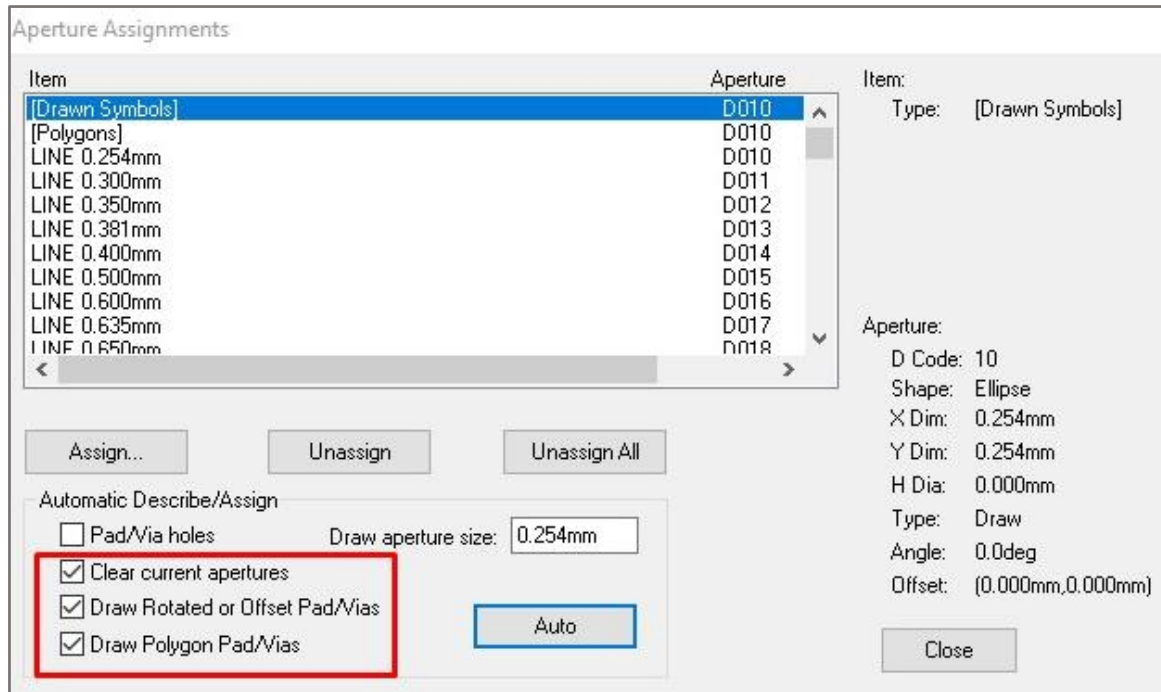 Aperture Assignments
Item Aperture
[Drawn Symbols] D010
[Polygons] D010
LINE 0.254mm D010
LINE 0.300mm D011
LINE 0.350mm D012
LINE 0.381mm D013
LINE 0.400mm D014
LINE 0.500mm D015
LINE 0.600mm D016
LINE 0.635mm D017
LINE 0.650mm D018
Assign... Unassign Unassign All
Automatic Describe/Assign
Pad/Via holes Draw aperture size: 0.254mm
Clear current apertures
Draw Rotated or Offset Pad/Vias
Draw Polygon Pad/Vias
Auto
Item:
Type: [Drawn Symbols]
Aperture:
D Code: 10
Shape: Ellipse
X Dim: 0.254mm
Y Dim: 0.254mm
H Dia: 0.000mm
Type: Draw
Angle: 0.0deg
Offset: (0.000mm,0.000mm)
Close